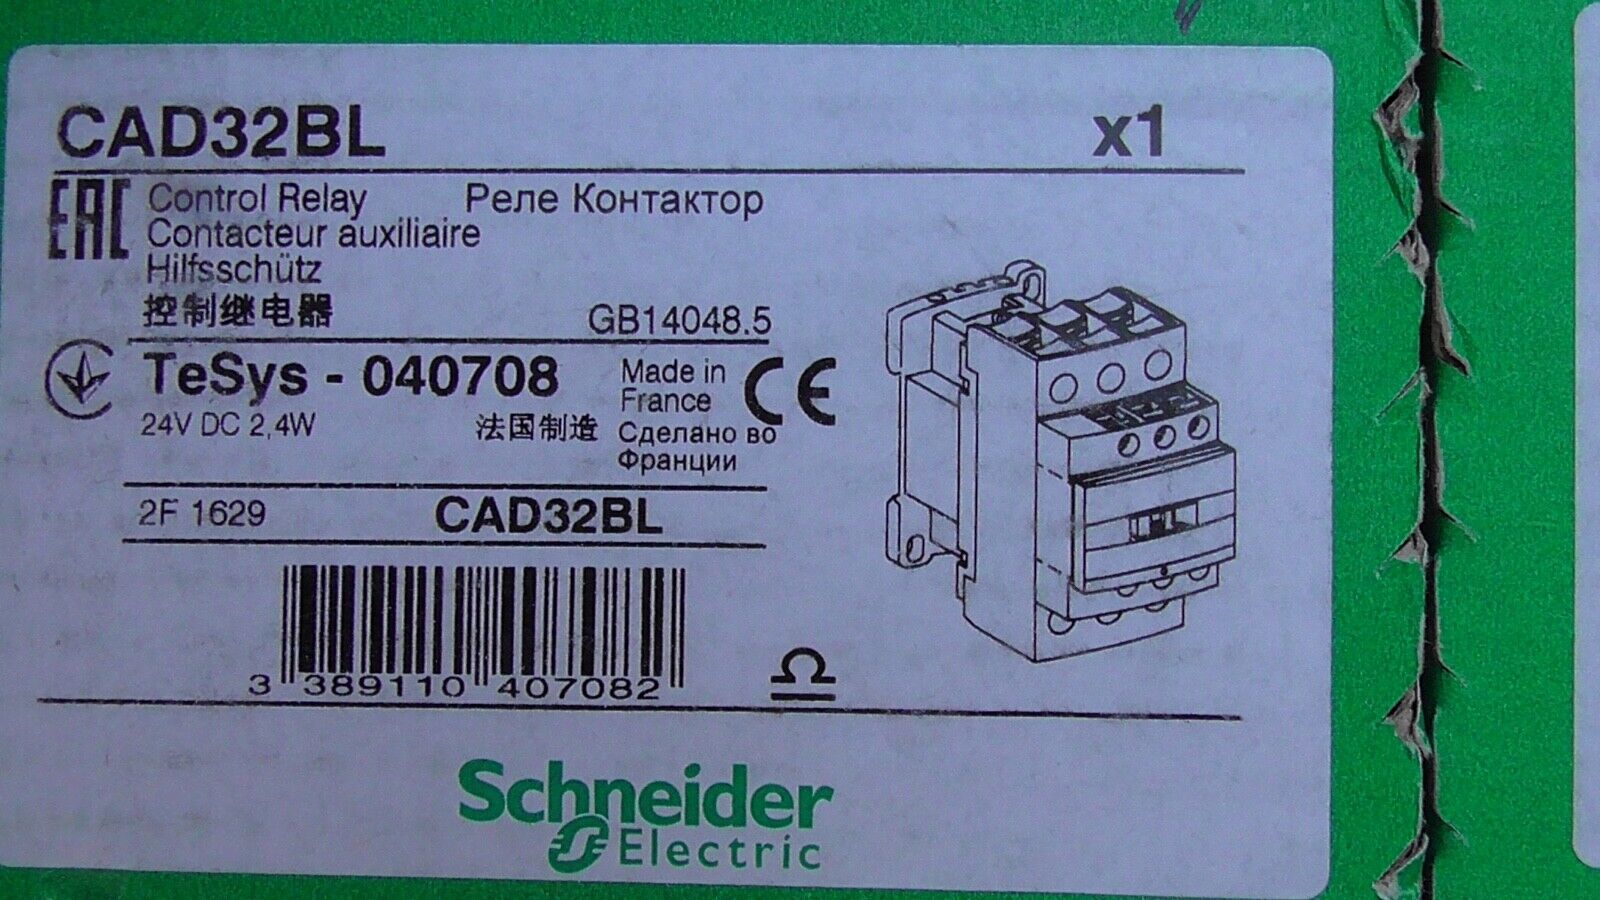 CAD32BL x1
EAC
Control Relay Реле Контактор
Contacteur auxiliaire
Hilfsschütz
控制继电器 GB14048.5
TeSys - 040708
24V DC 2,4W
Made in
France
CE
法国制造 Сделано во
Франции
2F 1629 CAD32BL
3 389110 407082
Schneider
Electric